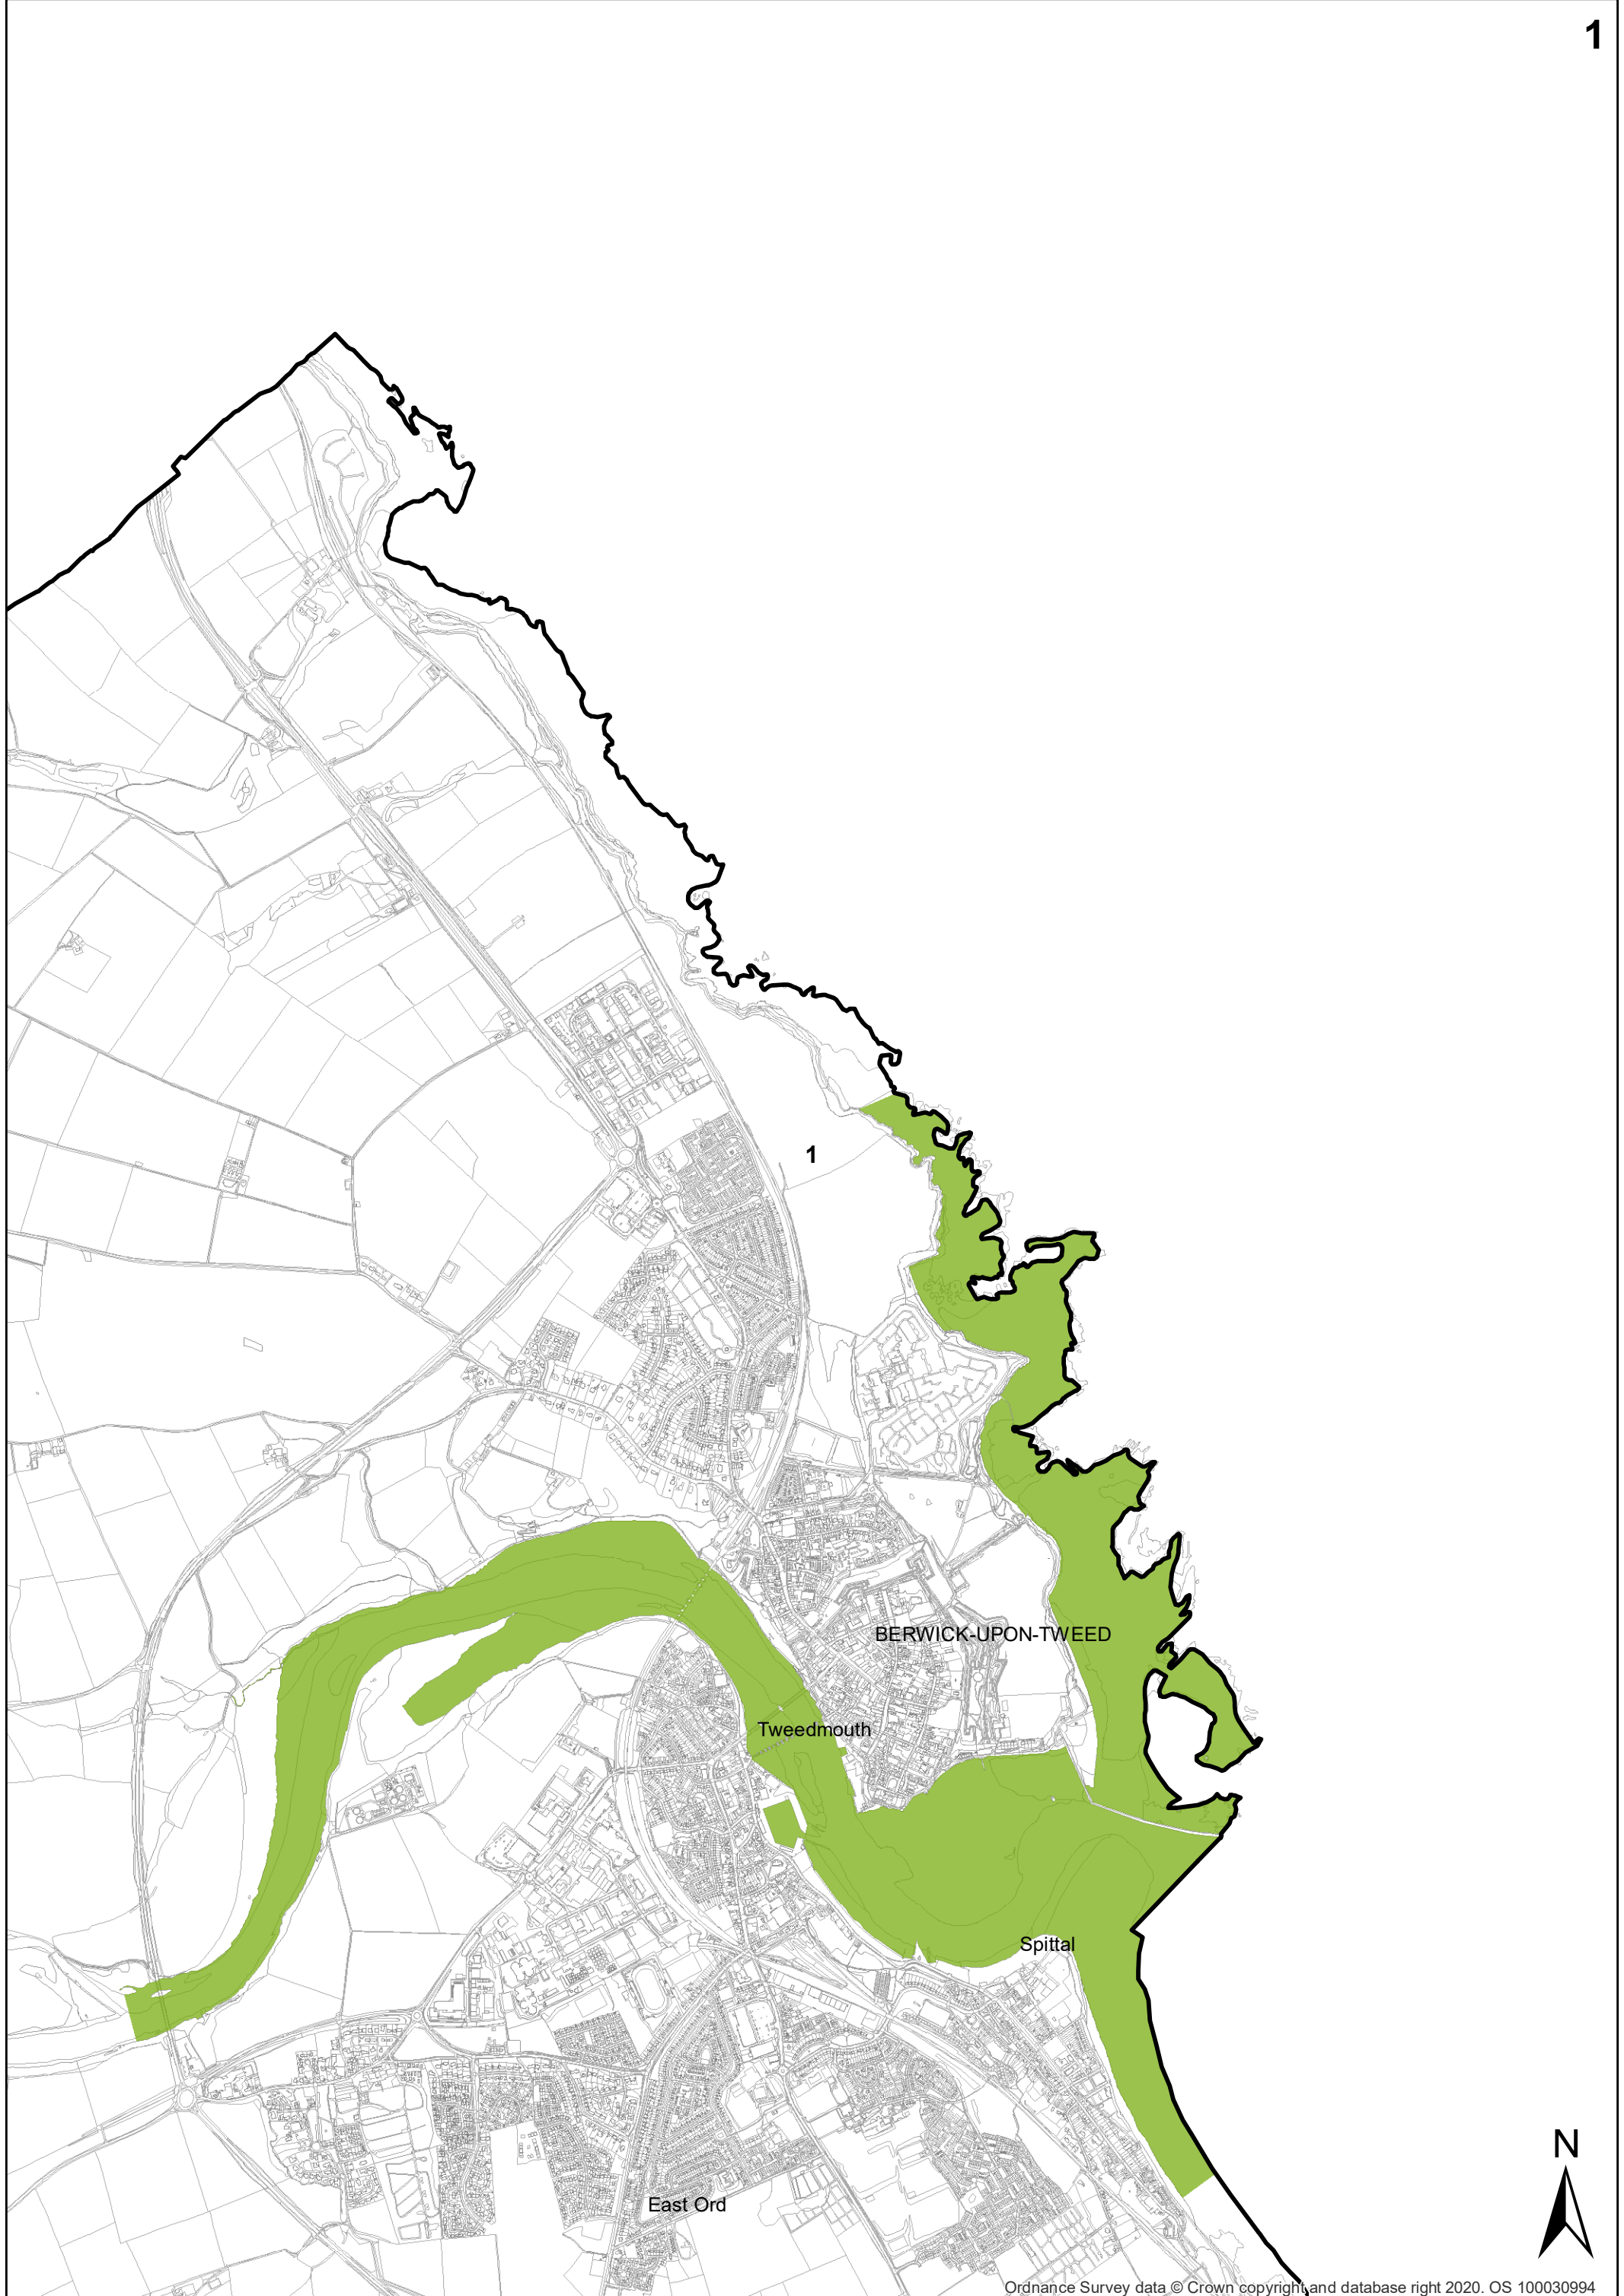 1
1
BERWICK-UPON-TWEED
Tweedmouth
Spittal
N
East Ord
Ordnance Survey data © Crown copyright and database right 2020. OS 100030994